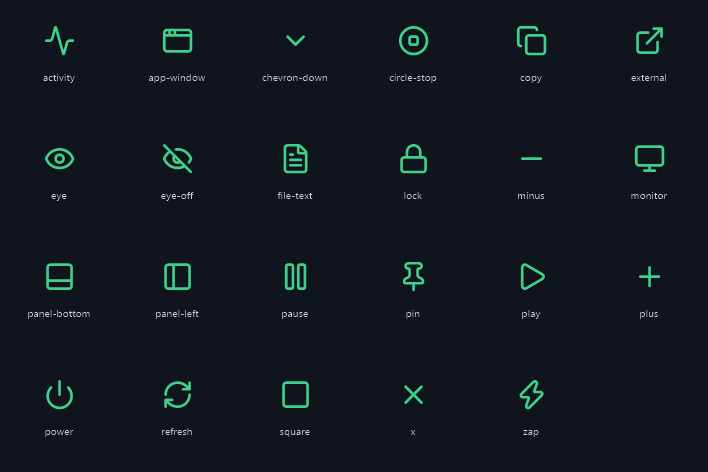 activity app-window chevron-down circle-stop copy external
eye eye-off file-text lock minus monitor
panel-bottom panel-left pause pin play plus
power refresh square x zap